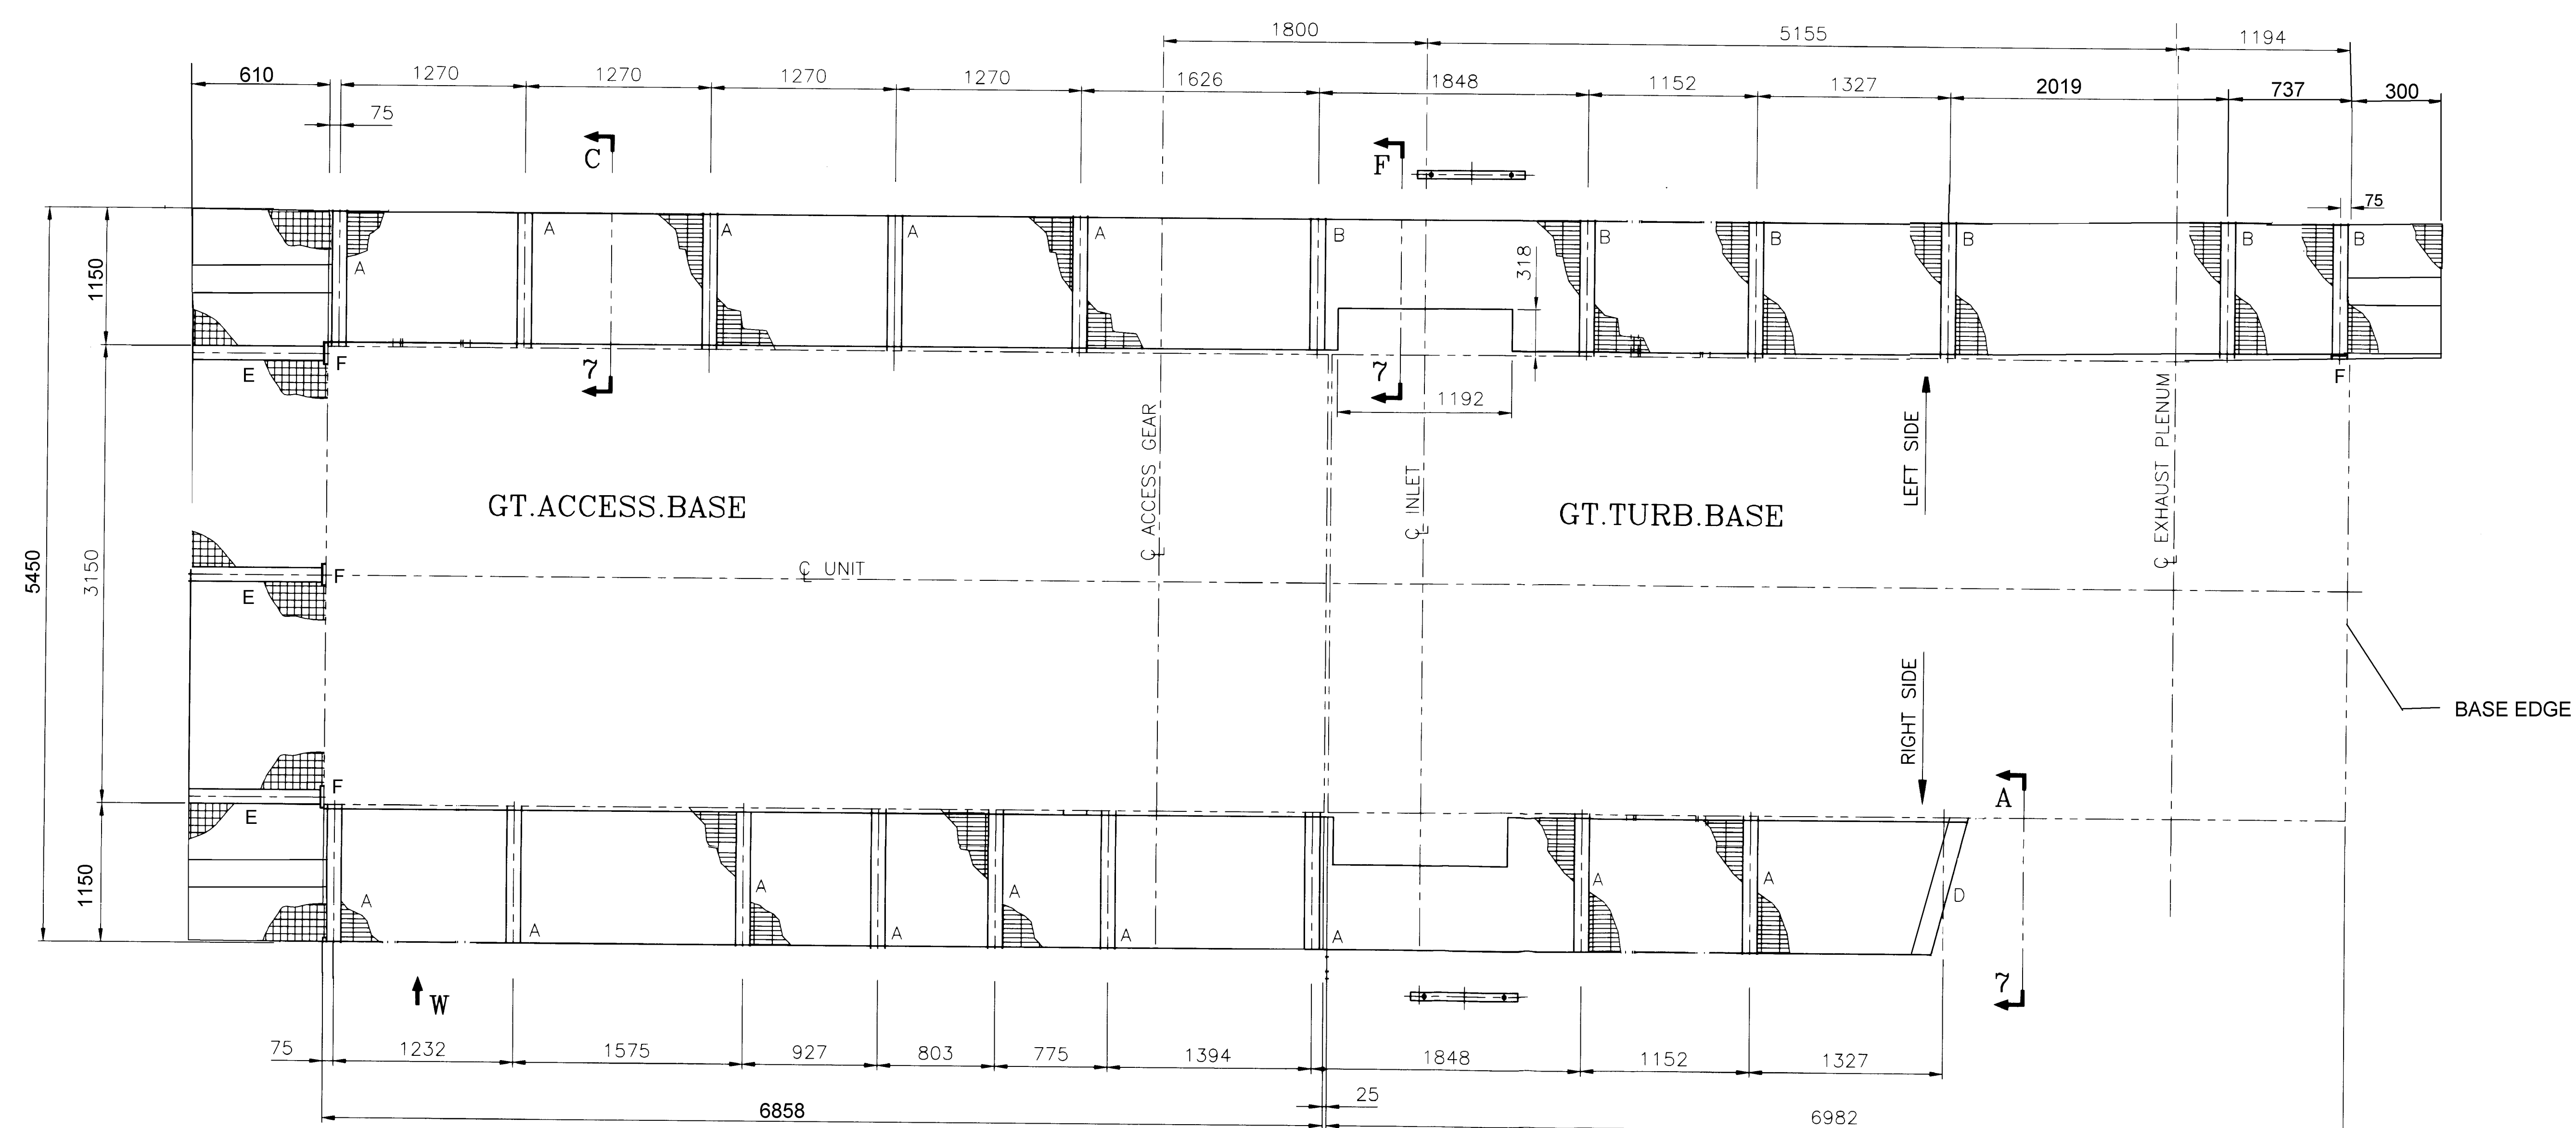 1800 5155 1194
610 1270 1270 1270 1270 1626 1848 1152 1327 2019 737 300
75
C F
75
A A A A A B B B B B B
A
318
1150
F
E 7 7 F
1192
℄ ACCESS GEAR
℄ INLET
LEFT SIDE
℄ EXHAUST PLENUM
GT.ACCESS.BASE GT.TURB.BASE
5450
3150
℄ UNIT
F
E
RIGHT SIDE
BASE EDGE
F
E
A
1150
A A A A A D
A A A A
W
7
75 1232 1575 927 803 775 1394 1848 1152 1327
25
6858 6982